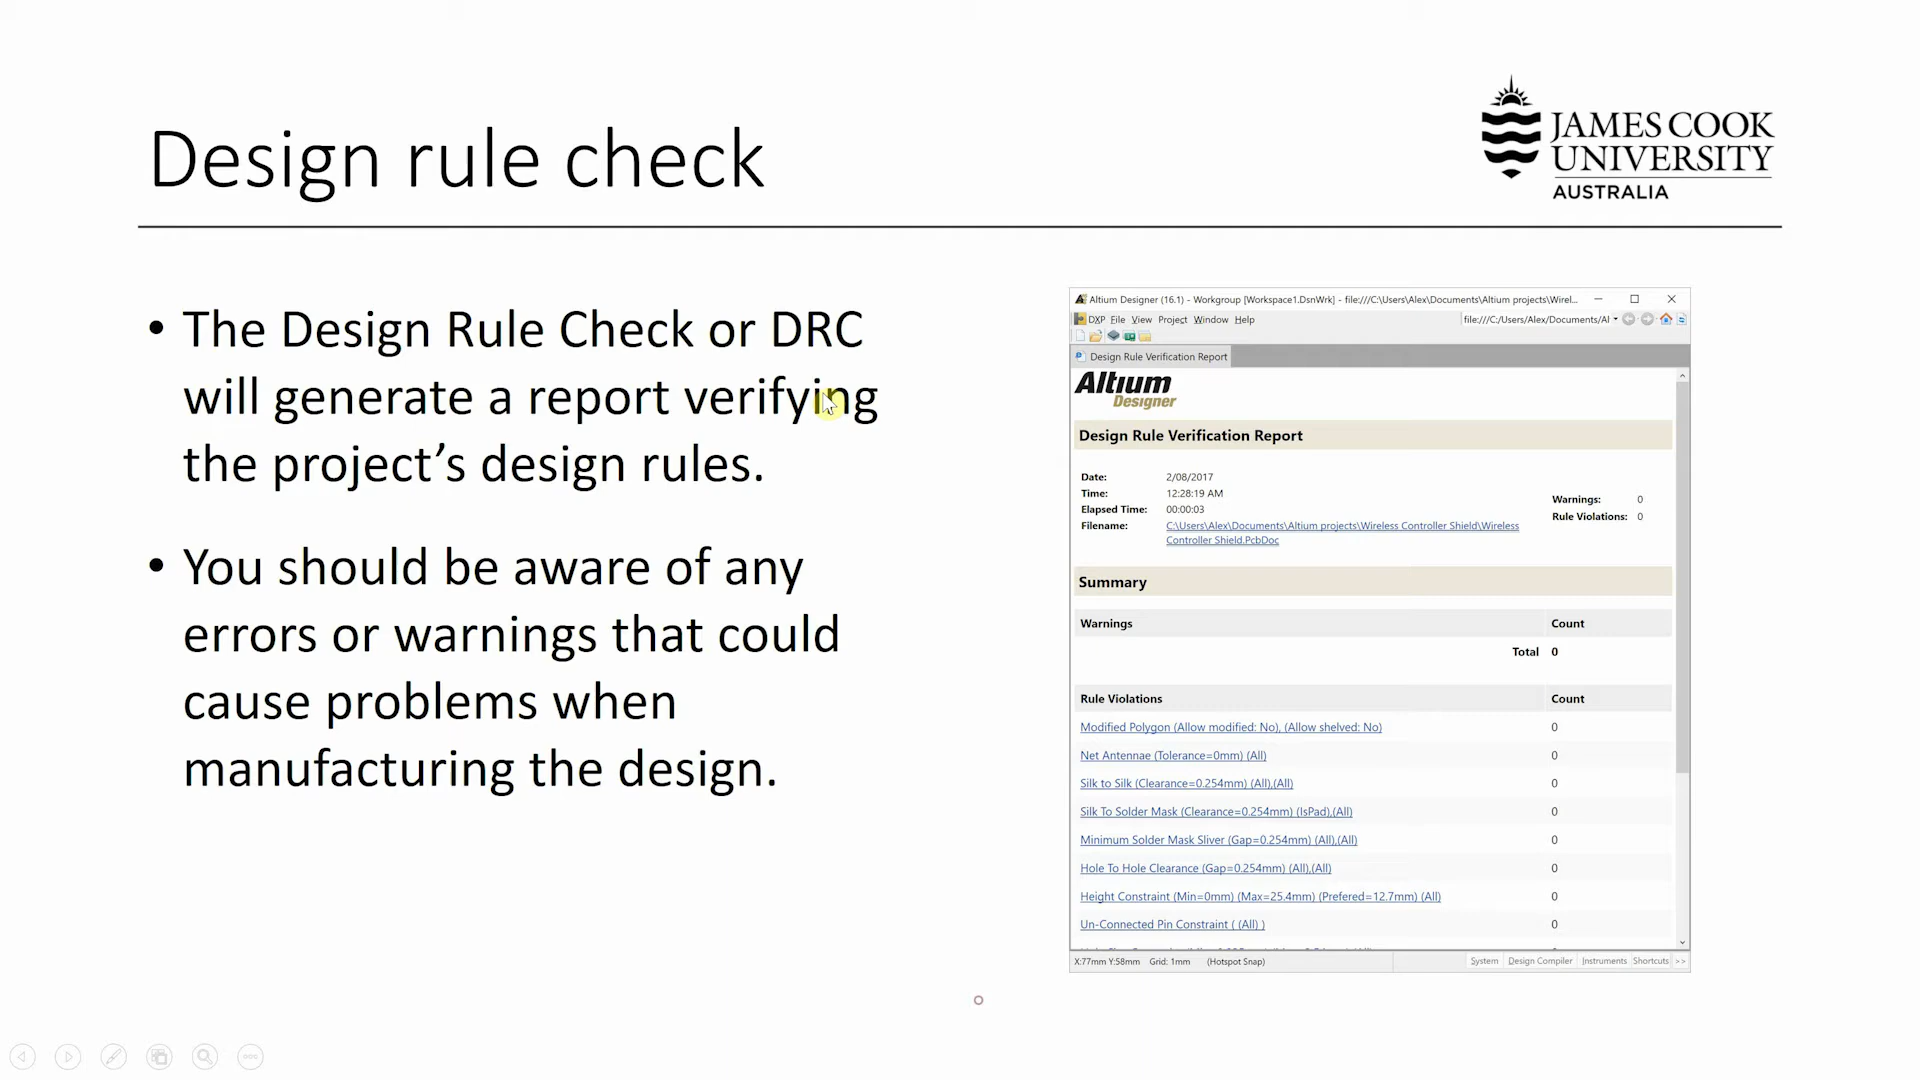 Design rule check
JAMES COOK
UNIVERSITY
AUSTRALIA
• The Design Rule Check or DRC
will generate a report verifying
the project’s design rules.
• You should be aware of any
errors or warnings that could
cause problems when
manufacturing the design.
Altium Designer (16.1) - Workgroup [Workspace1.DsnWrk] - file:///C:\Users\Alex\Documents\Altium projects\Wirel...
DXP File View Project Window Help
file:///C:/Users/Alex/Documents/Al
Design Rule Verification Report
Altium
Designer
Design Rule Verification Report
Date: 2/08/2017
Time: 12:28:19 AM
Elapsed Time: 00:00:03
Filename: C:\Users\Alex\Documents\Altium projects\Wireless Controller Shield\Wireless
Controller Shield.PcbDoc
Warnings: 0
Rule Violations: 0
Summary
Warnings Count
Total 0
Rule Violations Count
Modified Polygon (Allow modified: No), (Allow shelved: No) 0
Net Antennae (Tolerance=0mm) (All) 0
Silk to Silk (Clearance=0.254mm) (All),(All) 0
Silk To Solder Mask (Clearance=0.254mm) (IsPad),(All) 0
Minimum Solder Mask Sliver (Gap=0.254mm) (All),(All) 0
Hole To Hole Clearance (Gap=0.254mm) (All),(All) 0
Height Constraint (Min=0mm) (Max=25.4mm) (Prefered=12.7mm) (All) 0
Un-Connected Pin Constraint ( (All) ) 0
X:77mm Y:58mm Grid: 1mm (Hotspot Snap)
System Design Compiler Instruments Shortcuts >>